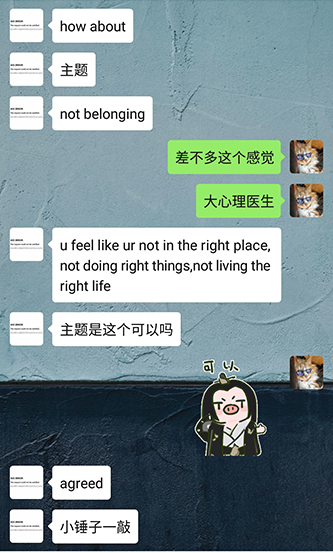 how about
主题
not belonging
差不多这个感觉
大心理医生
u feel like ur not in the right place,
not doing right things,not living the
right life
主题是这个可以吗
可以
agreed
小锤子一敲